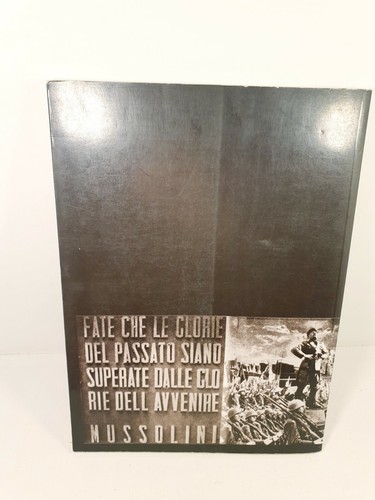 FATE CHE LE GLORIE
DEL PASSATO SIANO
SUPERATE DALLE GLO
RIE DELL AVVENIRE
MUSSOLINI